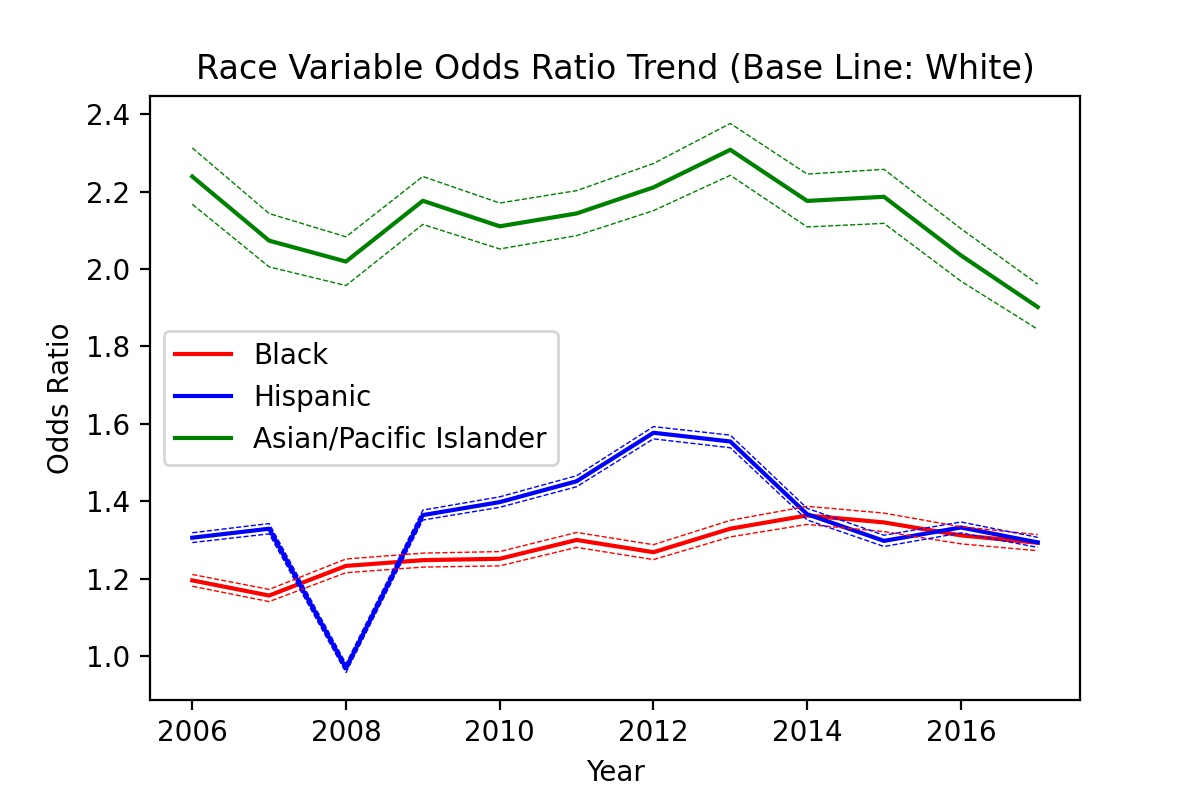 Race Variable Odds Ratio Trend (Base Line: White)
2.4
2.2
2.0
1.8
1.6
1.4
1.2
1.0
Odds Ratio
Black
Hispanic
Asian/Pacific Islander
2006 2008 2010 2012 2014 2016
Year